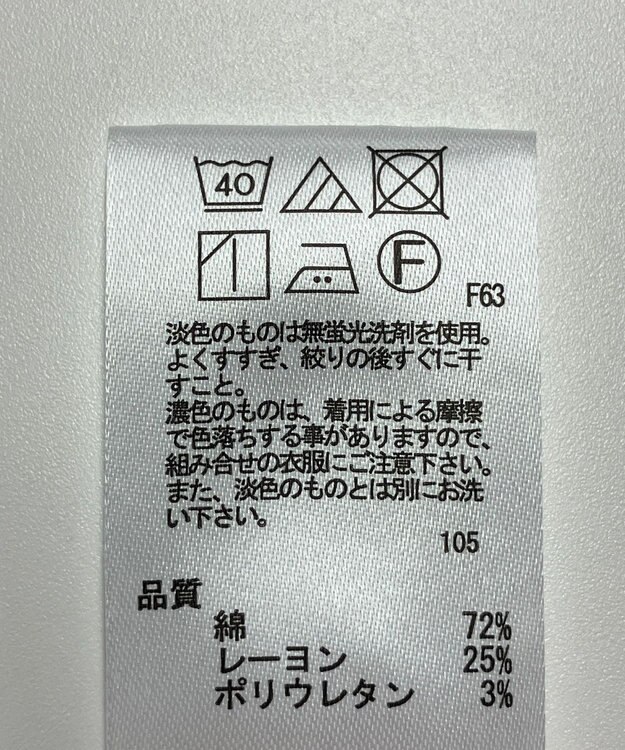 40
F
F63
淡色のものは無蛍光洗剤を使用。
よくすすぎ、絞りの後すぐに干
すこと。
濃色のものは、着用による摩擦
で色落ちする事がありますので、
組み合せの衣服にご注意下さい。
また、淡色のものとは別にお洗
い下さい。
105
品質
綿 72%
レーヨン 25%
ポリウレタン 3%